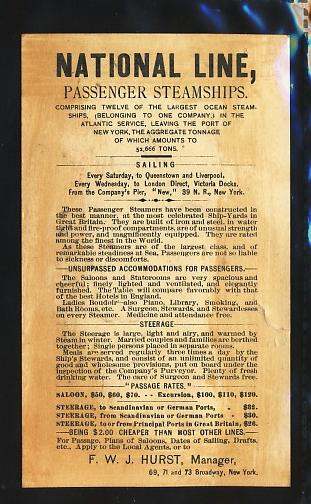 NATIONAL LINE,
PASSENGER STEAMSHIPS.
COMPRISING TWELVE OF THE LARGEST OCEAN STEAM-
SHIPS, (BELONGING TO ONE COMPANY,) IN THE
ATLANTIC SERVICE, LEAVING THE PORT OF
NEW YORK, THE AGGREGATE TONNAGE
OF WHICH AMOUNTS TO
52,666 TONS.
SAILING
Every Saturday, to Queenstown and Liverpool,
Every Wednesday, to London Direct, Victoria Docks.
From the Company's Pier, "New," 39 N. R., New York.
These Passenger Steamers have been constructed in
the best manner, at the most celebrated Ship-Yards in
Great Britain. They are built of iron and steel, in water
tight and fire-proof compartments, are of unusual strength
and power, and magnificently equipped. They are rated
among the finest in the World.
As these Steamers are of the largest class, and of
remarkable steadiness at Sea, Passengers are not so liable
to sickness or discomforts.
UNSURPASSED ACCOMMODATIONS FOR PASSENGERS.
The Saloons and Staterooms are very spacious and
cheerful; finely lighted and ventilated, and elegantly
furnished. The Table will compare favorably with that
of the best Hotels in England.
Ladies Boudoir—also Piano, Library, Smoking, and
Bath Rooms, etc. A Surgeon, Stewards, and Stewardesses
on every Steamer. Medicine and attendance free.
STEERAGE
The Steerage is large, light and airy, and warmed by
Steam in winter. Married couples and families are berthed
together; Single persons placed in separate rooms.
Meals are served regularly three times a day by the
Ship's Stewards, and consist of an unlimited quantity of
good and wholesome provisions, put on board under the
inspection of the Company's Purveyor. Plenty of fresh
drinking water. The care of Surgeon and Stewards free.
"PASSAGE RATES."
SALOON, $50, $60, $70. - - Excursion, $100, $110, $120.
STEERAGE, to Scandinavian or German Ports, - $32.
STEERAGE, from Scandinavian or German Ports - $30.
STEERAGE, to or from Principal Ports in Great Britain, $26.
BEING $2.00 CHEAPER THAN MOST OTHER LINES.
For Passage, Plans of Saloons, Dates of Sailing, Drafts,
etc., Apply to the Local Agents, or to
F. W. J. HURST, Manager,
69, 71 and 73 Broadway, New York.